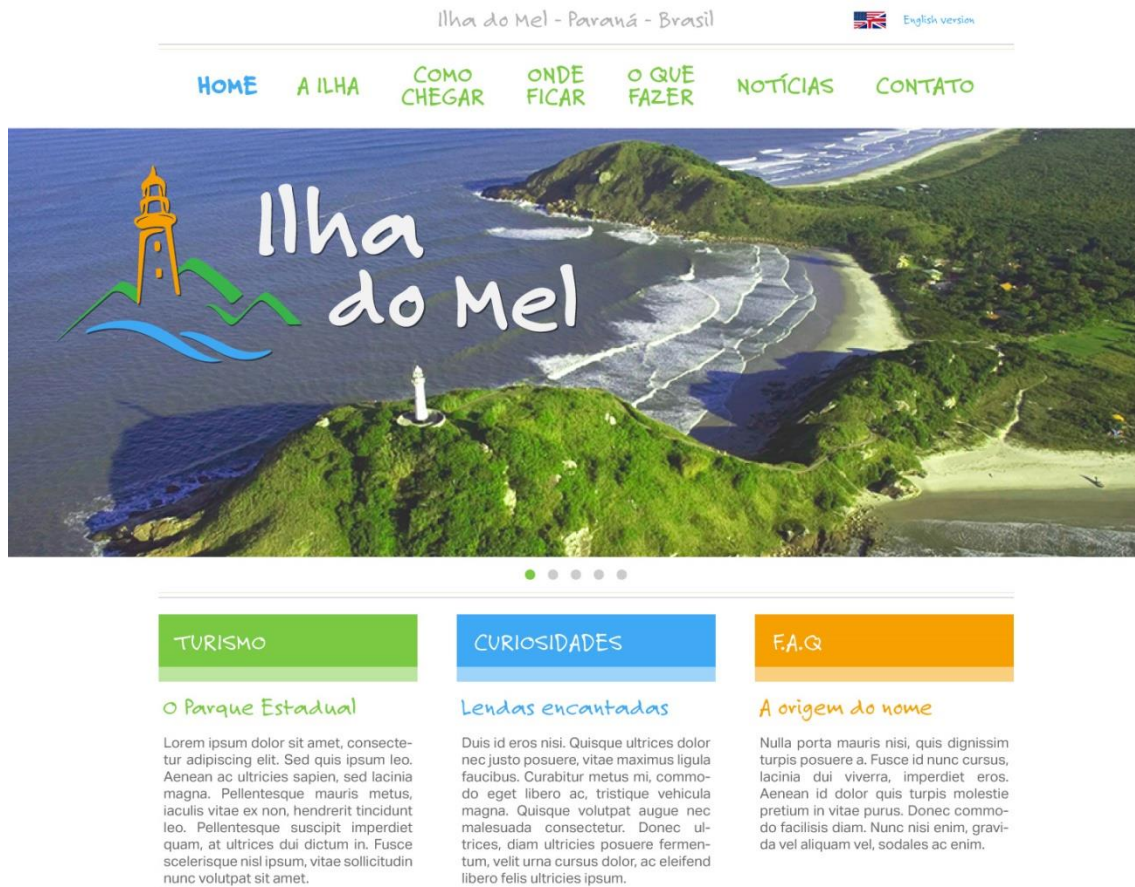 Ilha do Mel - Paraná - Brasil
English version
HOME
A ILHA
COMO
CHEGAR
ONDE
FICAR
O QUE
FAZER
NOTÍCIAS
CONTATO
Ilha
do Mel
TURISMO
O Parque Estadual
Lorem ipsum dolor sit amet, consecte-
tur adipiscing elit. Sed quis ipsum leo.
Aenean ac ultricies sapien, sed lacinia
magna. Pellentesque mauris metus,
iaculis vitae ex non, hendrerit tincidunt
leo. Pellentesque suscipit imperdiet
quam, at ultrices dui dictum in. Fusce
scelerisque nisl ipsum, vitae sollicitudin
nunc volutpat sit amet.
CURIOSIDADES
Lendas encantadas
Duis id eros nisi. Quisque ultrices dolor
nec justo posuere, vitae maximus ligula
faucibus. Curabitur metus mi, commo-
do eget libero ac, tristique vehicula
magna. Quisque volutpat augue nec
malesuada consectetur. Donec ul-
trices, diam ultricies posuere fermen-
tum, velit urna cursus dolor, ac eleifend
libero felis ultricies ipsum.
F.A.Q
A origem do nome
Nulla porta mauris nisi, quis dignissim
turpis posuere a. Fusce id nunc cursus,
lacinia dui viverra, imperdiet eros.
Aenean id dolor quis turpis molestie
pretium in vitae purus. Donec commo-
do facilisis diam. Nunc nisi enim, gravi-
da vel aliquam vel, sodales ac enim.